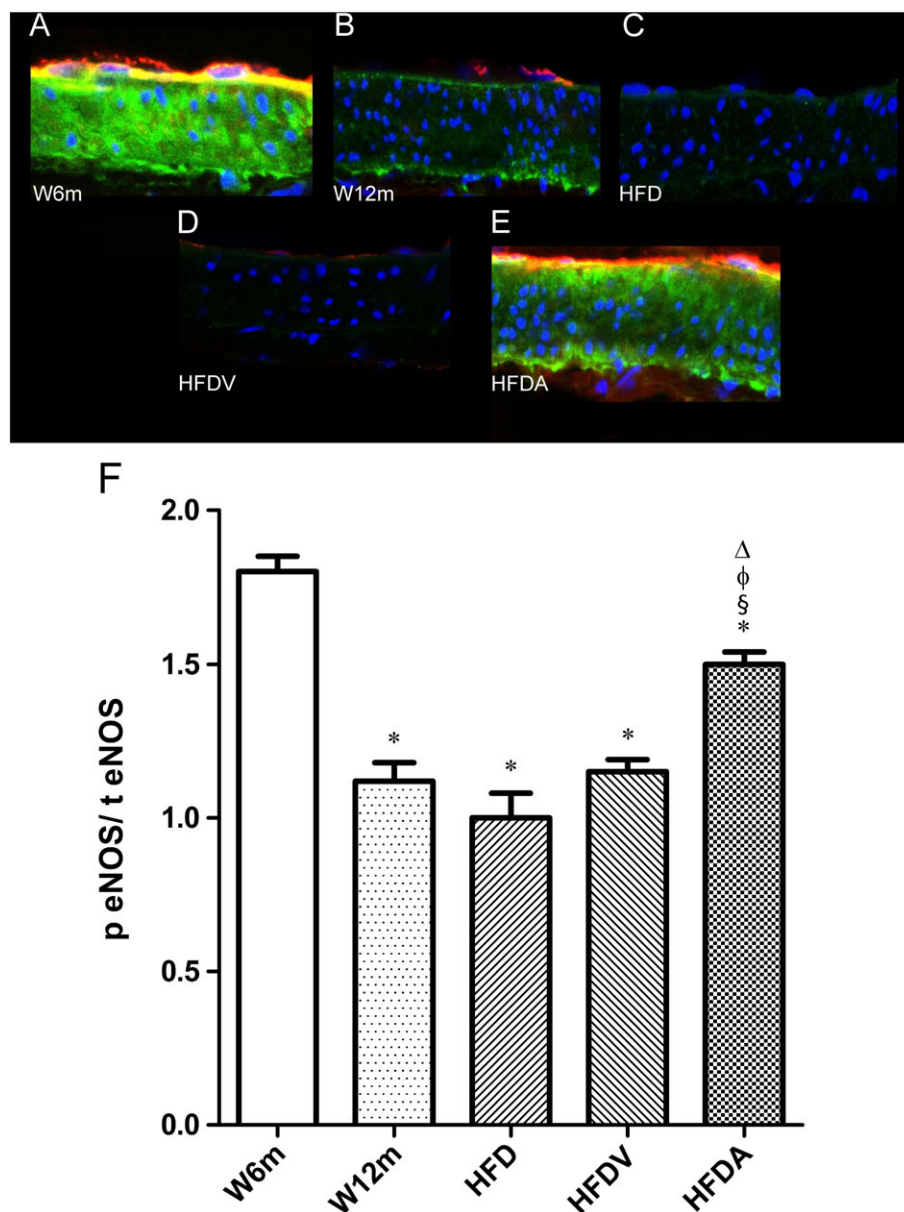 A
B
C
W6m
W12m
HFD
D
E
HFDV
HFDA
F
2.0
1.5
1.0
0.5
0.0
p eNOS/ t eNOS
*
*
*
Δ
ϕ
§
*
W6m
W12m
HFD
HFDV
HFDA